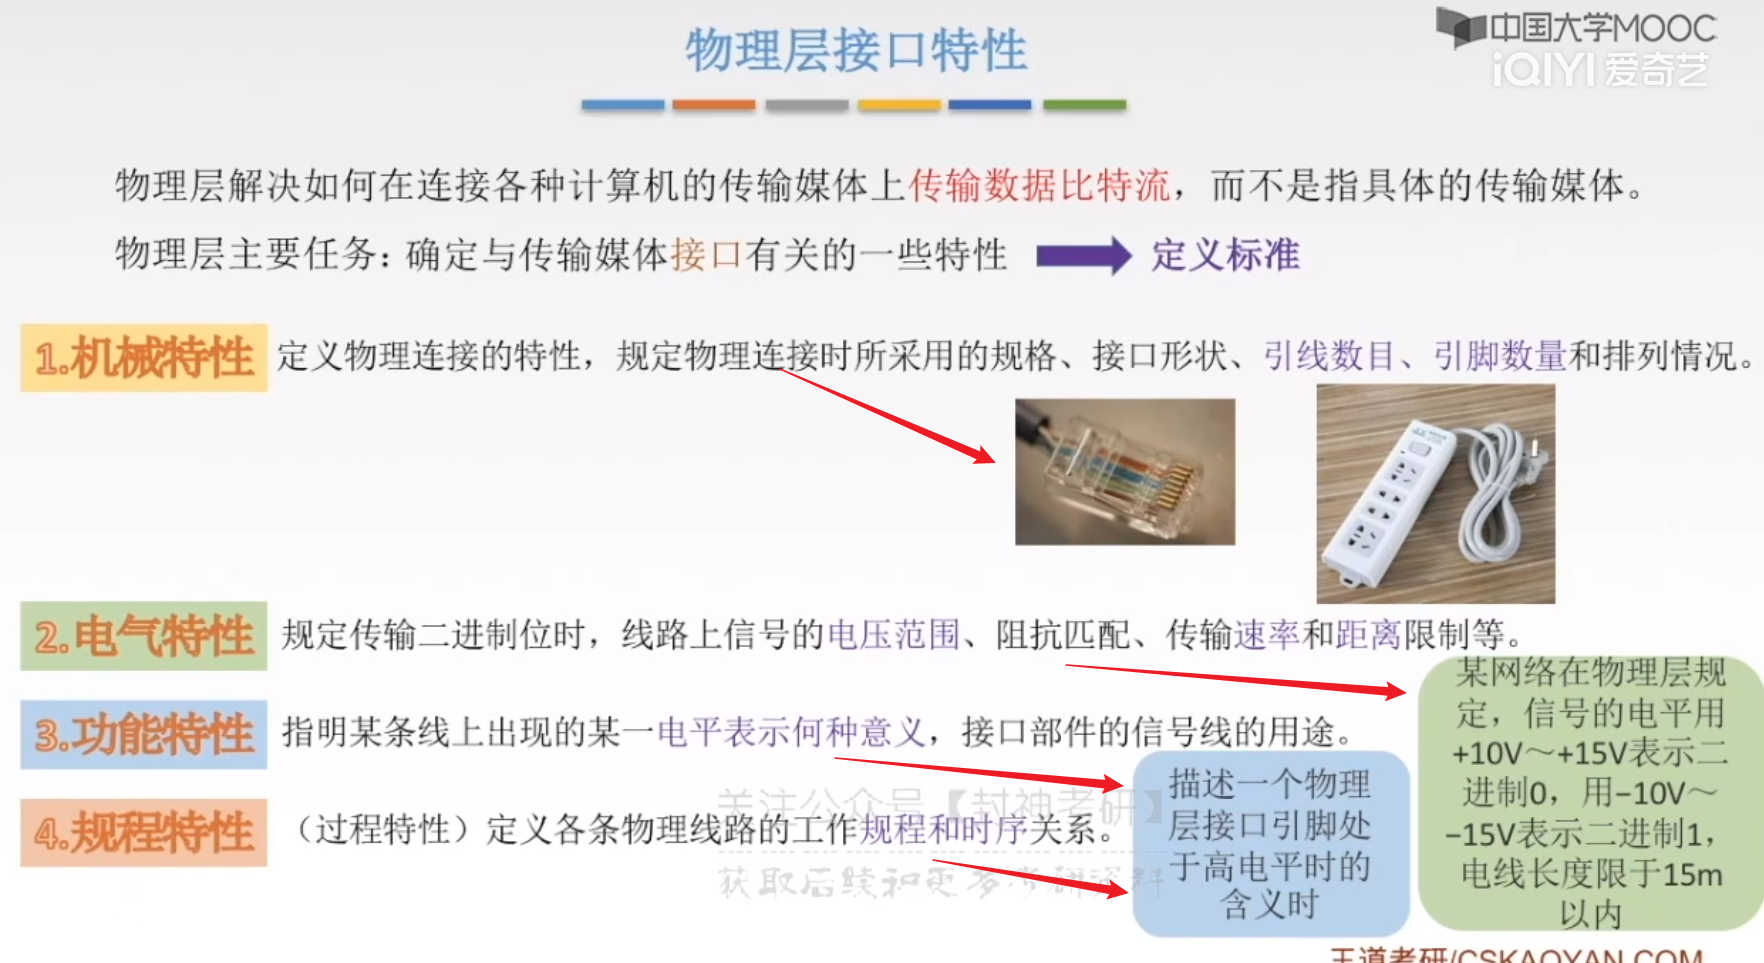 物理层接口特性
中国大学MOOC
iQIYI 爱奇艺
物理层解决如何在连接各种计算机的传输媒体上传输数据比特流，而不是指具体的传输媒体。
物理层主要任务：确定与传输媒体接口有关的一些特性
定义标准
1.机械特性
定义物理连接的特性，规定物理连接时所采用的规格、接口形状、引线数目、引脚数量和排列情况。
2.电气特性
规定传输二进制位时，线路上信号的电压范围、阻抗匹配、传输速率和距离限制等。
某网络在物理层规
定，信号的电平用
+10V～+15V表示二
进制0，用−10V～
−15V表示二进制1，
电线长度限于15m
以内
3.功能特性
指明某条线上出现的某一电平表示何种意义，接口部件的信号线的用途。
描述一个物理
层接口引脚处
于高电平时的
含义时
4.规程特性
（过程特性）定义各条物理线路的工作规程和时序关系。
关注公众号【封神考研】
获取后续和更多考研资料
王道考研/CSKAOYAN.COM